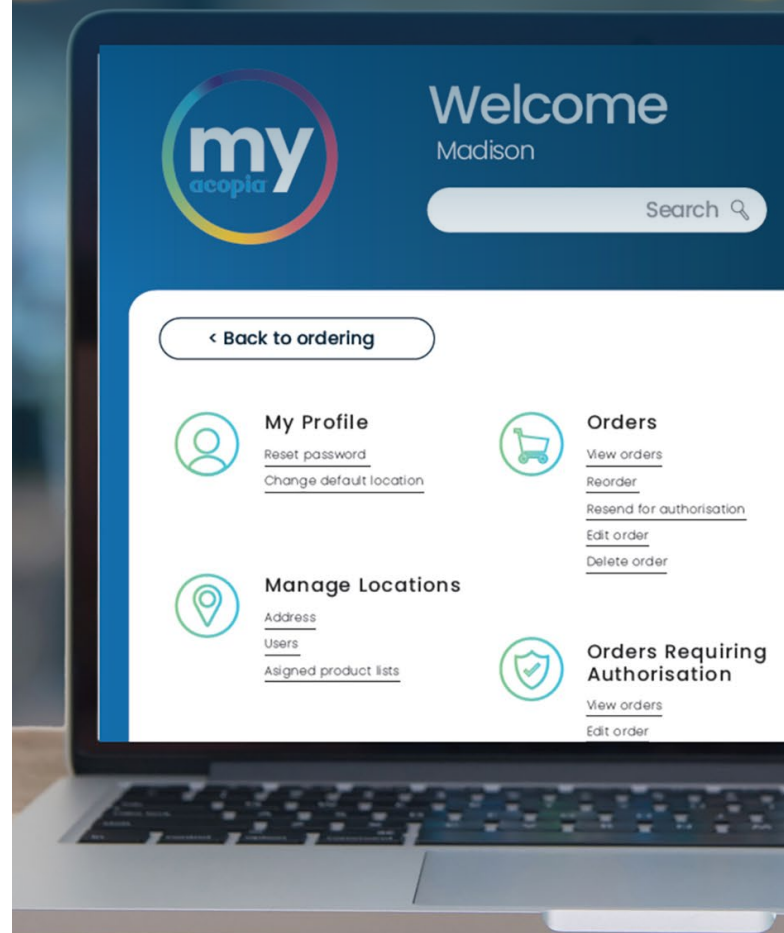 my
acopia
Welcome
Madison
Search
< Back to ordering
My Profile
Reset password
Change default location
Manage Locations
Address
Users
Asigned product lists
Orders
View orders
Reorder
Resend for authorisation
Edit order
Delete order
Orders Requiring
Authorisation
View orders
Edit order